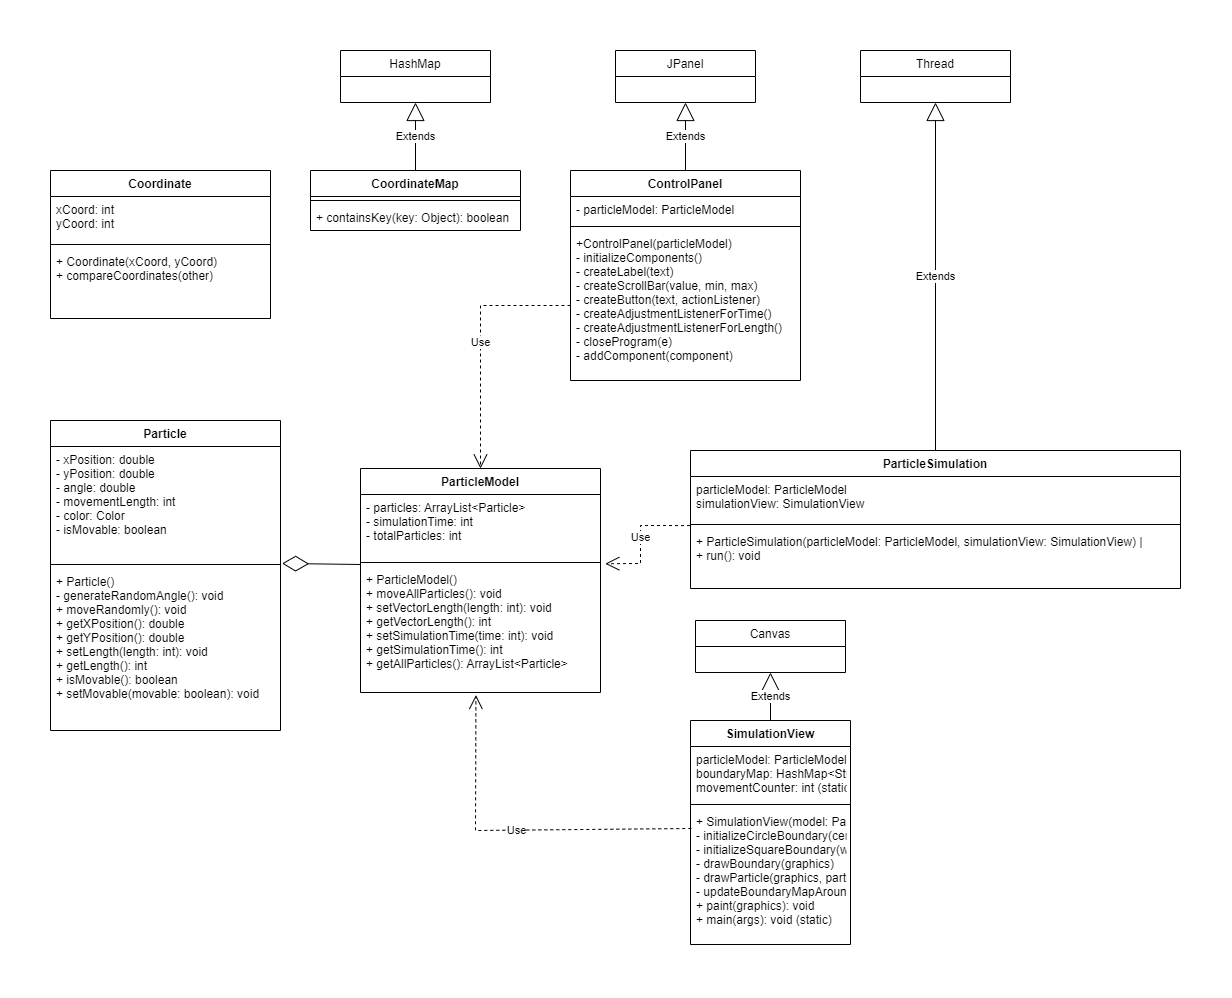 HashMap
JPanel
Thread
Extends
Extends
Extends
Coordinate
xCoord: int
yCoord: int
+ Coordinate(xCoord, yCoord)
+ compareCoordinates(other)
CoordinateMap
+ containsKey(key: Object): boolean
ControlPanel
- particleModel: ParticleModel
+ControlPanel(particleModel)
- initializeComponents()
- createLabel(text)
- createScrollBar(value, min, max)
- createButton(text, actionListener)
- createAdjustmentListenerForTime()
- createAdjustmentListenerForLength()
- closeProgram(e)
- addComponent(component)
Use
Particle
- xPosition: double
- yPosition: double
- angle: double
- movementLength: int
- color: Color
- isMovable: boolean
+ Particle()
- generateRandomAngle(): void
+ moveRandomly(): void
+ getXPosition(): double
+ getYPosition(): double
+ setLength(length: int): void
+ getLength(): int
+ isMovable(): boolean
+ setMovable(movable: boolean): void
ParticleModel
- particles: ArrayList<Particle>
- simulationTime: int
- totalParticles: int
+ ParticleModel()
+ moveAllParticles(): void
+ setVectorLength(length: int): void
+ getVectorLength(): int
+ setSimulationTime(time: int): void
+ getSimulationTime(): int
+ getAllParticles(): ArrayList<Particle>
Use
ParticleSimulation
particleModel: ParticleModel
simulationView: SimulationView
+ ParticleSimulation(particleModel: ParticleModel, simulationView: SimulationView) |
+ run(): void
Canvas
Extends
SimulationView
particleModel: ParticleModel
boundaryMap: HashMap<St
movementCounter: int (static
+ SimulationView(model: Pa
- initializeCircleBoundary(cer
- initializeSquareBoundary(w
- drawBoundary(graphics)
- drawParticle(graphics, part
- updateBoundaryMapAroun
+ paint(graphics): void
+ main(args): void (static)
Use